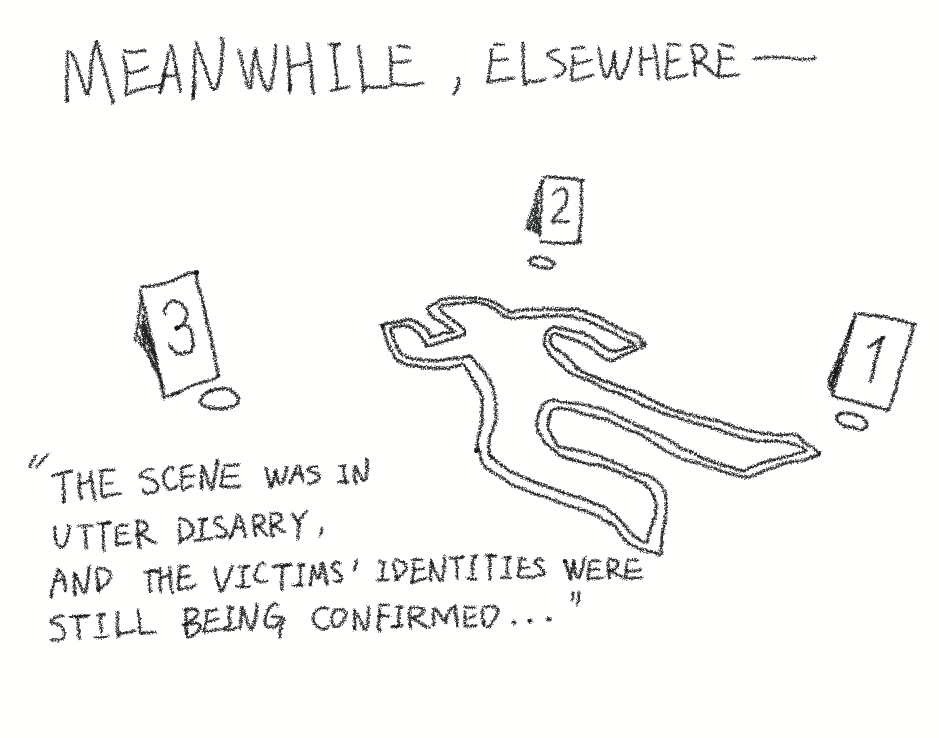 MEANWHILE, ELSEWHERE—
2
3
1
"THE SCENE WAS IN
UTTER DISARRY,
AND THE VICTIMS' IDENTITIES WERE
STILL BEING CONFIRMED..."